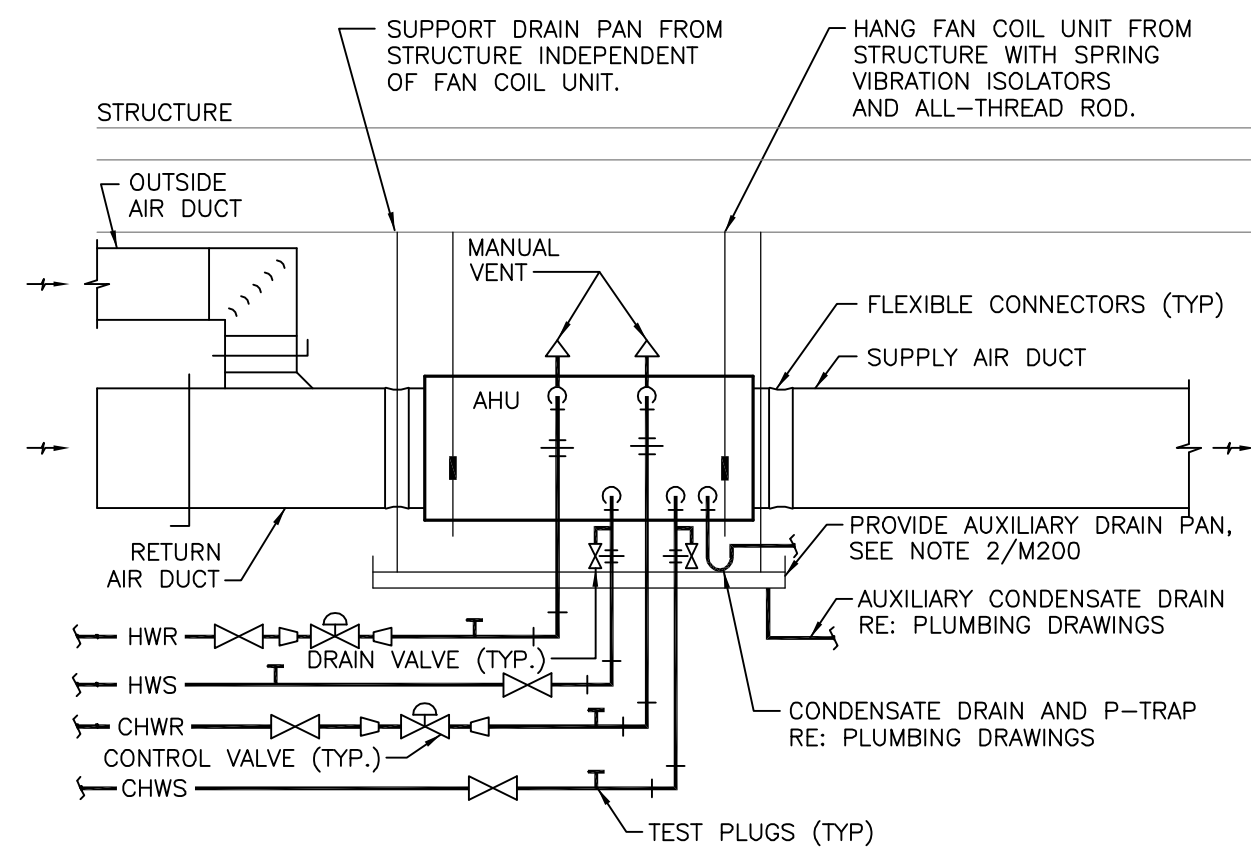 SUPPORT DRAIN PAN FROM
STRUCTURE INDEPENDENT
OF FAN COIL UNIT.
HANG FAN COIL UNIT FROM
STRUCTURE WITH SPRING
VIBRATION ISOLATORS
AND ALL-THREAD ROD.
STRUCTURE
OUTSIDE
AIR DUCT
MANUAL
VENT
FLEXIBLE CONNECTORS (TYP)
SUPPLY AIR DUCT
AHU
RETURN
AIR DUCT
PROVIDE AUXILIARY DRAIN PAN,
SEE NOTE 2/M200
AUXILIARY CONDENSATE DRAIN
RE: PLUMBING DRAWINGS
HWR
DRAIN VALVE (TYP.)
HWS
CHWR
CONTROL VALVE (TYP.)
CONDENSATE DRAIN AND P-TRAP
RE: PLUMBING DRAWINGS
CHWS
TEST PLUGS (TYP)